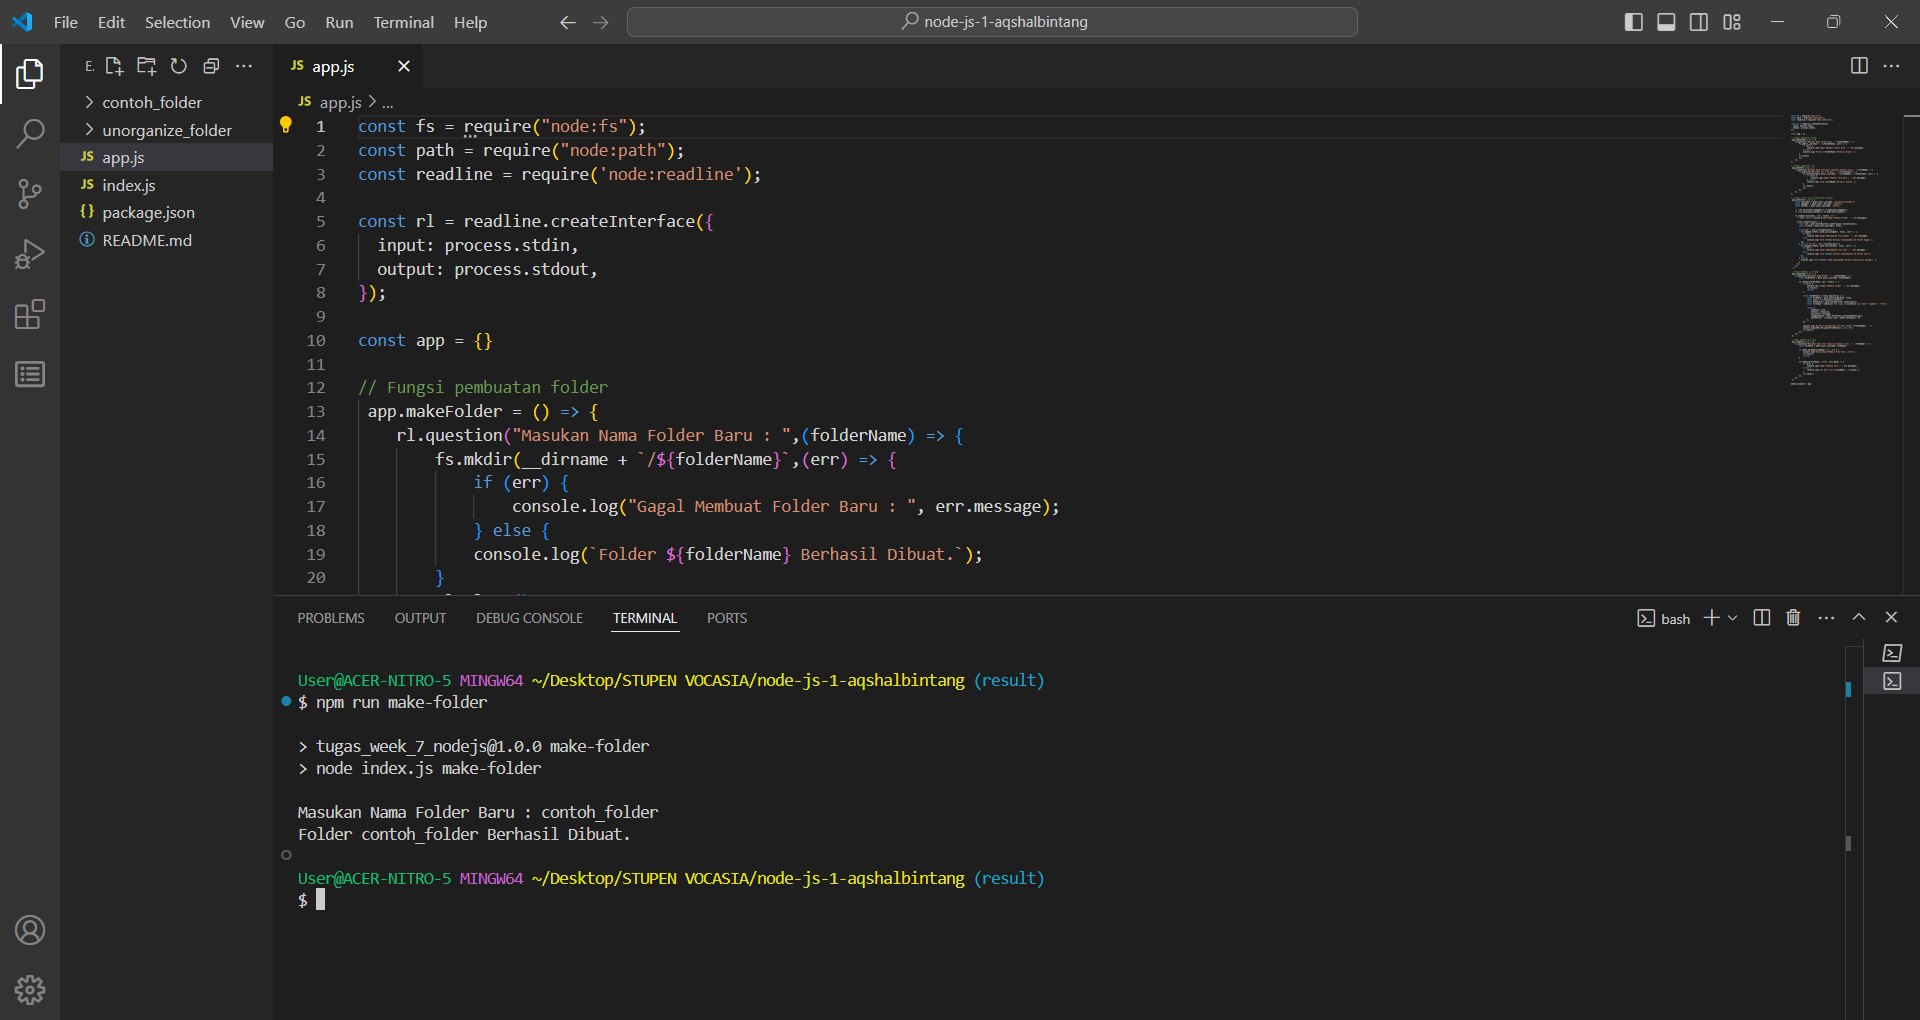 File Edit Selection View Go Run Terminal Help
node-js-1-aqshalbintang
E.
contoh_folder
unorganize_folder
JS app.js
JS index.js
{} package.json
README.md
JS app.js
JS app.js > ...
1 const fs = require("node:fs");
2 const path = require("node:path");
3 const readline = require('node:readline');
4
5 const rl = readline.createInterface({
6 input: process.stdin,
7 output: process.stdout,
8 });
9
10 const app = {}
11
12 // Fungsi pembuatan folder
13 app.makeFolder = () => {
14 rl.question("Masukan Nama Folder Baru : ",(folderName) => {
15 fs.mkdir(__dirname + `/${folderName}`,(err) => {
16 if (err) {
17 console.log("Gagal Membuat Folder Baru : ", err.message);
18 } else {
19 console.log(`Folder ${folderName} Berhasil Dibuat.`);
20 }
PROBLEMS OUTPUT DEBUG CONSOLE TERMINAL PORTS
bash
User@ACER-NITRO-5 MINGW64 ~/Desktop/STUPEN VOCASIA/node-js-1-aqshalbintang (result)
$ npm run make-folder
> tugas_week_7_nodejs@1.0.0 make-folder
> node index.js make-folder
Masukan Nama Folder Baru : contoh_folder
Folder contoh_folder Berhasil Dibuat.
User@ACER-NITRO-5 MINGW64 ~/Desktop/STUPEN VOCASIA/node-js-1-aqshalbintang (result)
$